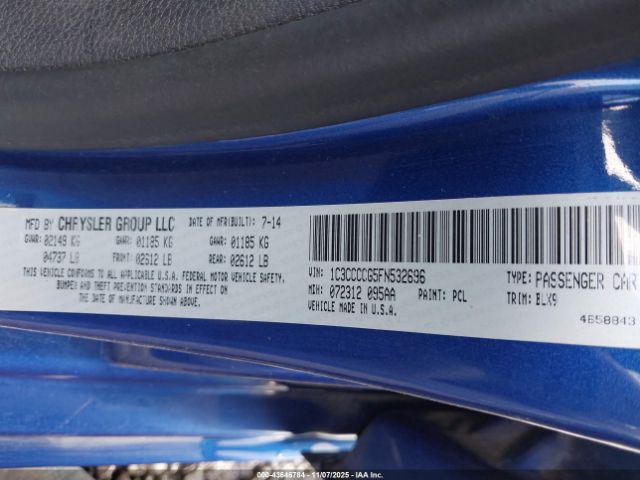 MFD BY CHRYSLER GROUP LLC DATE OF MFR(BUILT): 7-14
GVWR: 02149 KG GAWR: 01185 KG GAWR: 01185 KG
04737 LB FRONT: 02612 LB REAR: 02612 LB
THIS VEHICLE CONFORMS TO ALL APPLICABLE U.S.A. FEDERAL MOTOR VEHICLE SAFETY,
BUMPER AND THEFT PREVENTION STANDARDS IN EFFECT ON
THE DATE OF MANUFACTURE SHOWN ABOVE.
VIN: 1C3CCCCG5FN532696 TYPE: PASSENGER CAR
MDH: 072312 095AA PAINT: PCL TRIM: BLX9
VEHICLE MADE IN U.S.A.
4658843
000-43646784 - 11/07/2025 - IAAI.COM